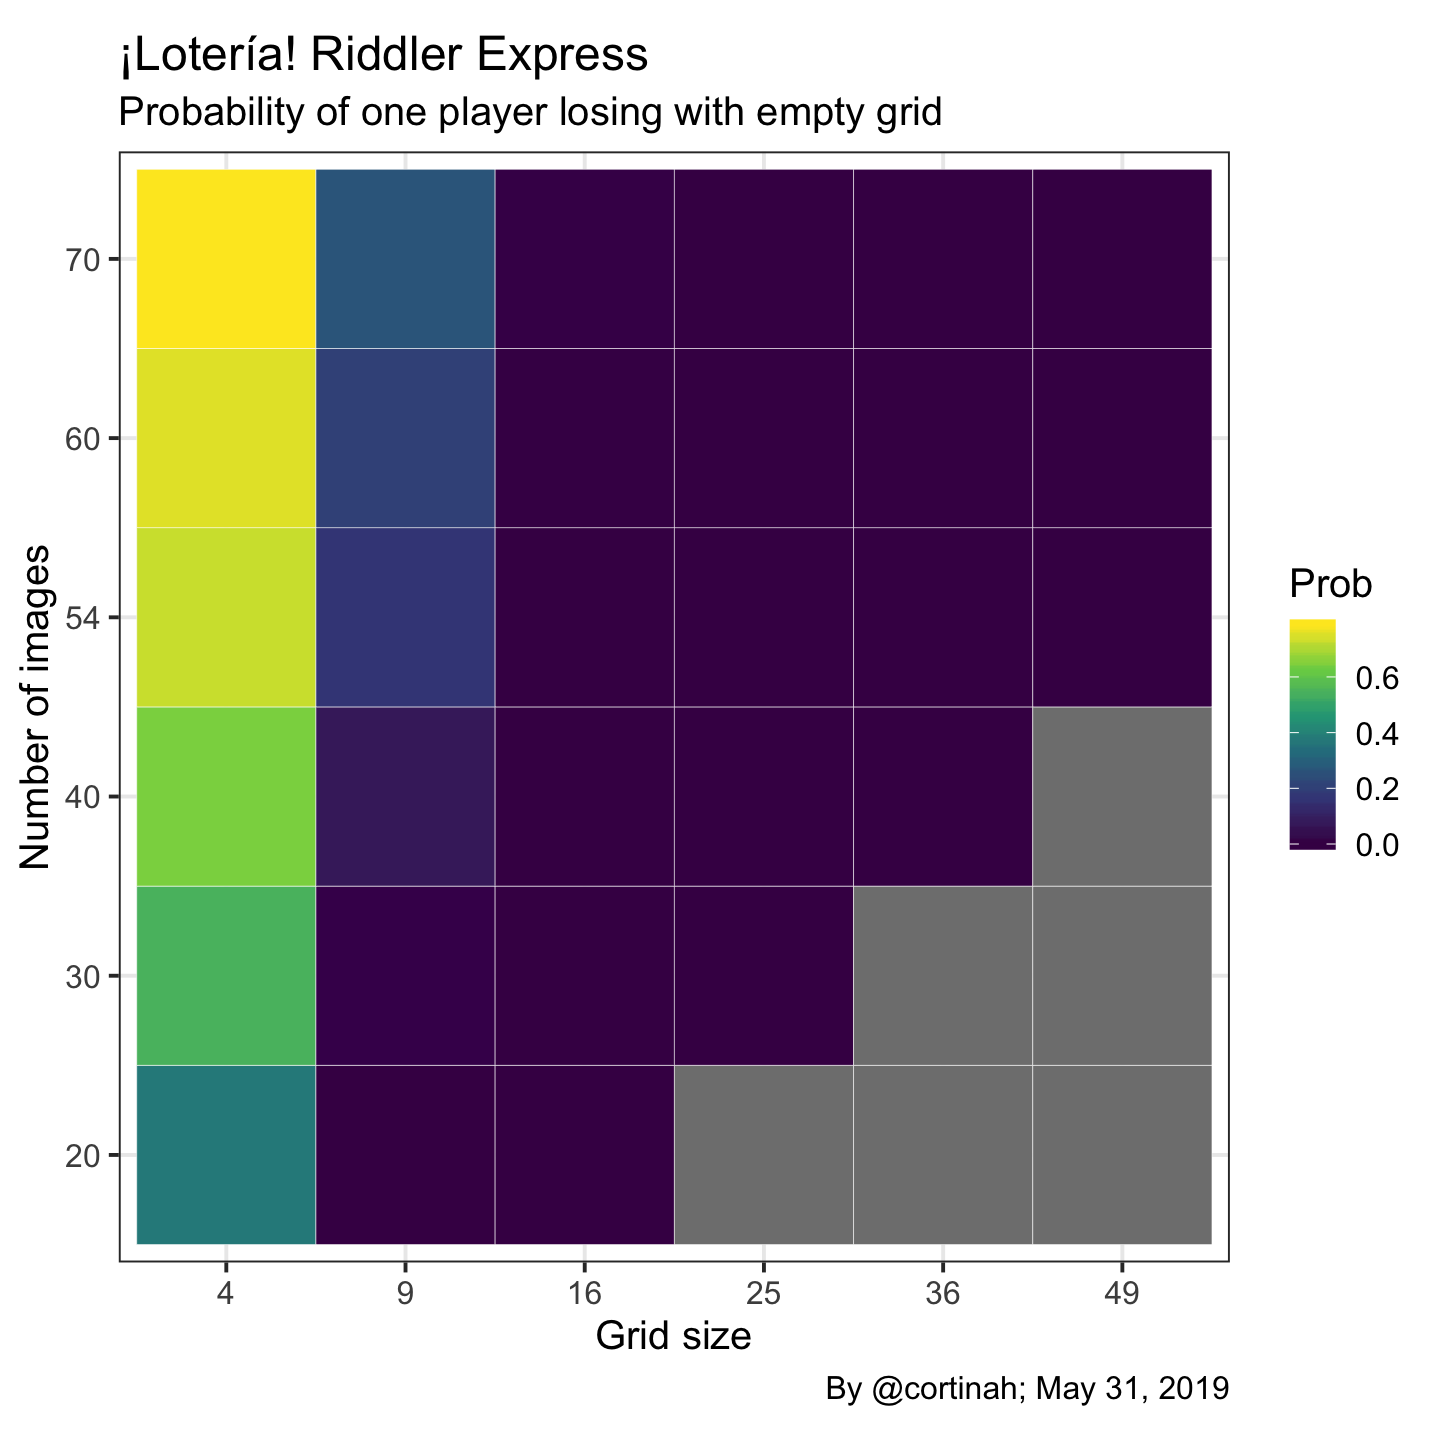 ¡Lotería! Riddler Express
Probability of one player losing with empty grid
Number of images
70
60
54
40
30
20
4 9 16 25 36 49
Grid size
Prob
0.6
0.4
0.2
0.0
By @cortinah; May 31, 2019